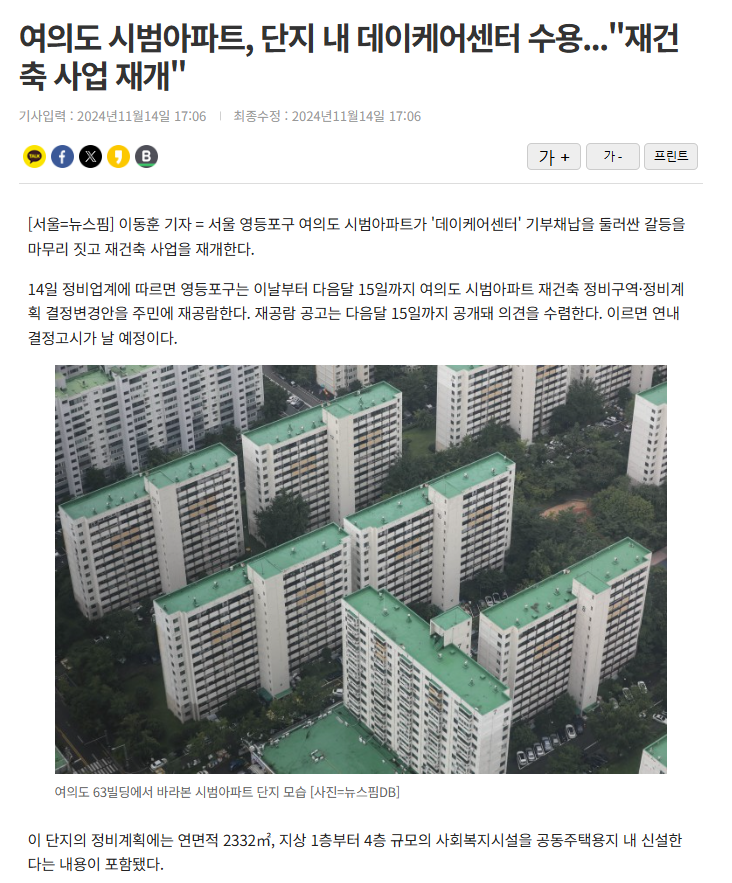 여의도 시범아파트, 단지 내 데이케어센터 수용..."재건
축 사업 재개"
기사입력 : 2024년11월14일 17:06 ㅣ 최종수정 : 2024년11월14일 17:06
TALK f X B 가 + 가 - 프린트
[서울=뉴스핌] 이동훈 기자 = 서울 영등포구 여의도 시범아파트가 '데이케어센터' 기부채납을 둘러싼 갈등을
마무리 짓고 재건축 사업을 재개한다.
14일 정비업계에 따르면 영등포구는 이날부터 다음달 15일까지 여의도 시범아파트 재건축 정비구역·정비계
획 결정변경안을 주민에 재공람한다. 재공람 공고는 다음달 15일까지 공개돼 의견을 수렴한다. 이르면 연내
결정고시가 날 예정이다.
여의도 63빌딩에서 바라본 시범아파트 단지 모습 [사진=뉴스핌DB]
이 단지의 정비계획에는 연면적 2332㎡, 지상 1층부터 4층 규모의 사회복지시설을 공동주택용지 내 신설한
다는 내용이 포함됐다.